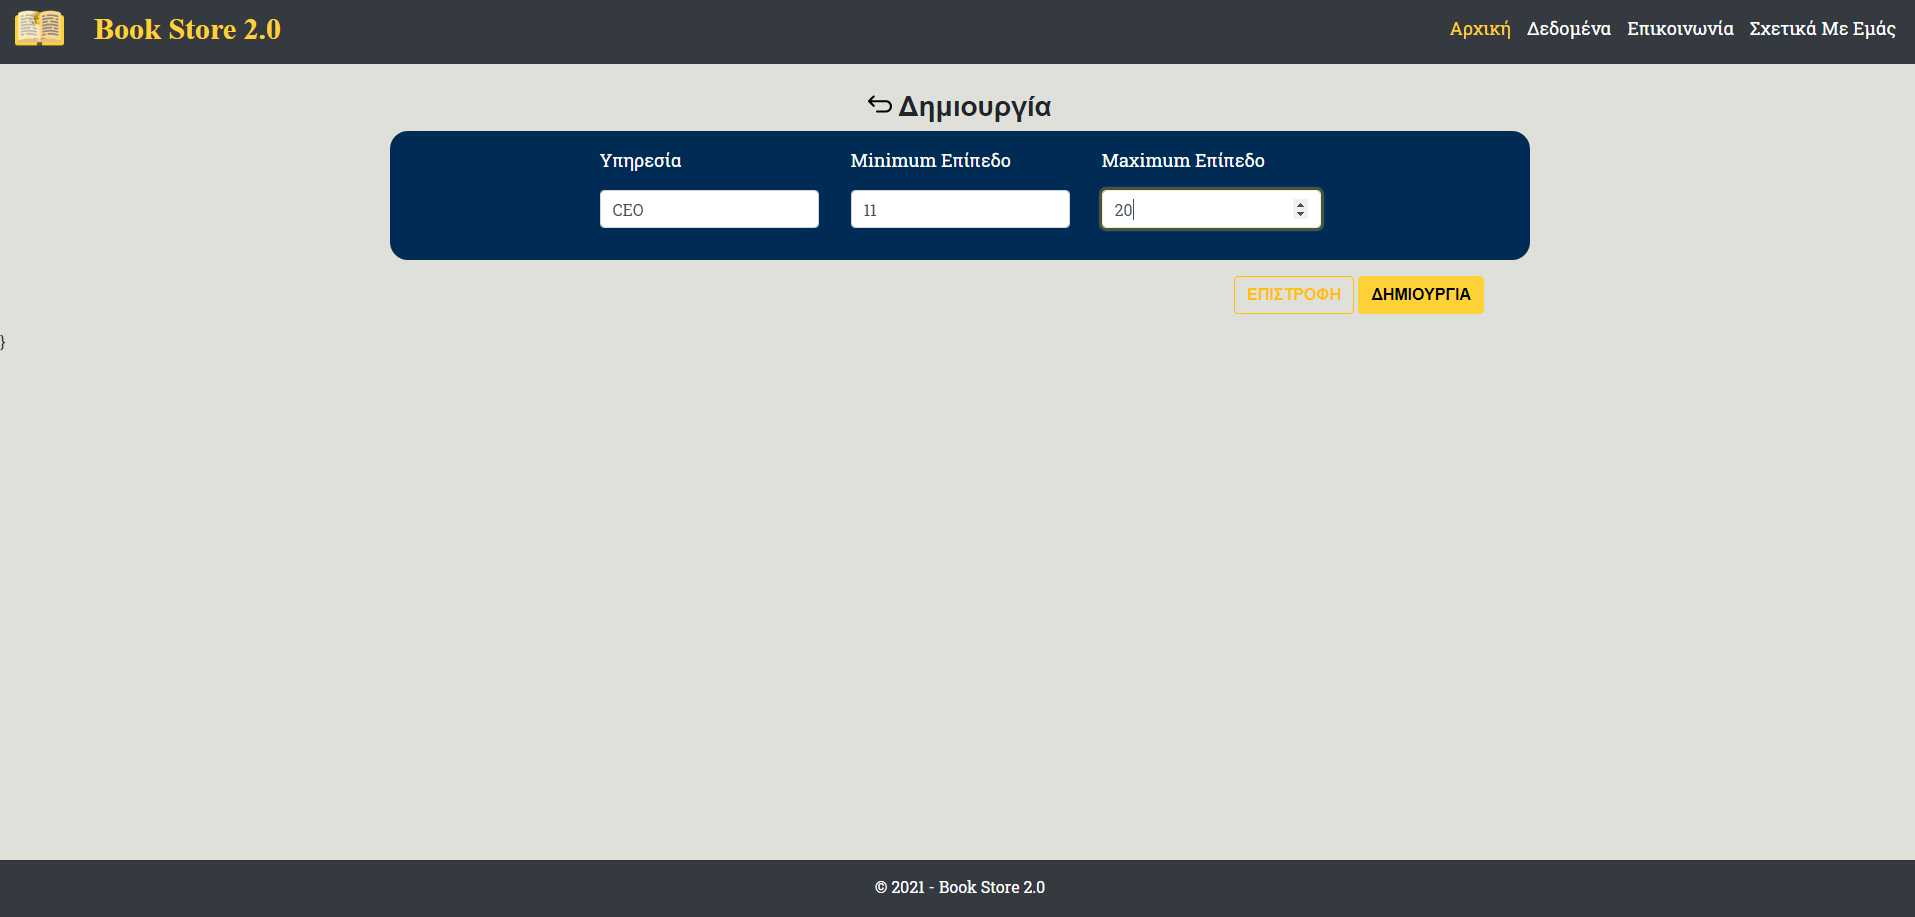 Book Store 2.0
Αρχική Δεδομένα Επικοινωνία Σχετικά Με Εμάς
Δημιουργία
Υπηρεσία Minimum Επίπεδο Maximum Επίπεδο
CEO 11 20
ΕΠΙΣΤΡΟΦΗ ΔΗΜΙΟΥΡΓΙΑ
}
© 2021 - Book Store 2.0